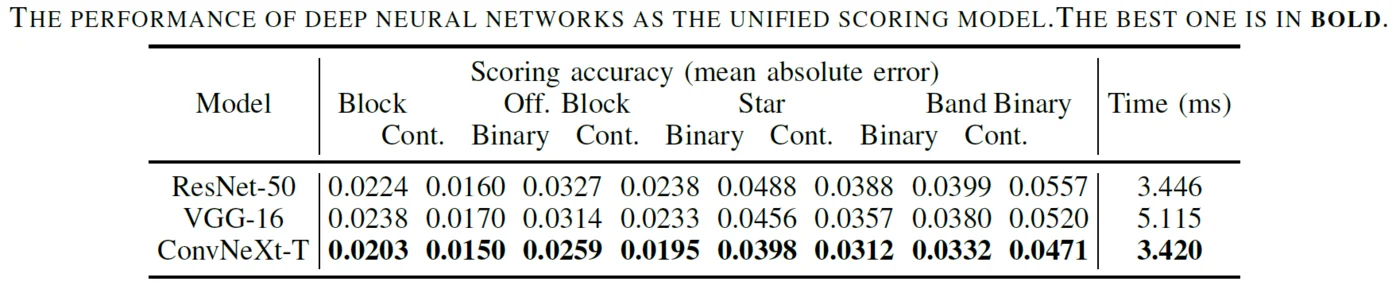 THE PERFORMANCE OF DEEP NEURAL NETWORKS AS THE UNIFIED SCORING MODEL.THE BEST ONE IS IN BOLD.
Scoring accuracy (mean absolute error)
Model Block Off. Block Star Band Binary Time (ms)
Cont. Binary Cont. Binary Cont. Binary Cont.
ResNet-50 0.0224 0.0160 0.0327 0.0238 0.0488 0.0388 0.0399 0.0557 3.446
VGG-16 0.0238 0.0170 0.0314 0.0233 0.0456 0.0357 0.0380 0.0520 5.115
ConvNeXt-T 0.0203 0.0150 0.0259 0.0195 0.0398 0.0312 0.0332 0.0471 3.420